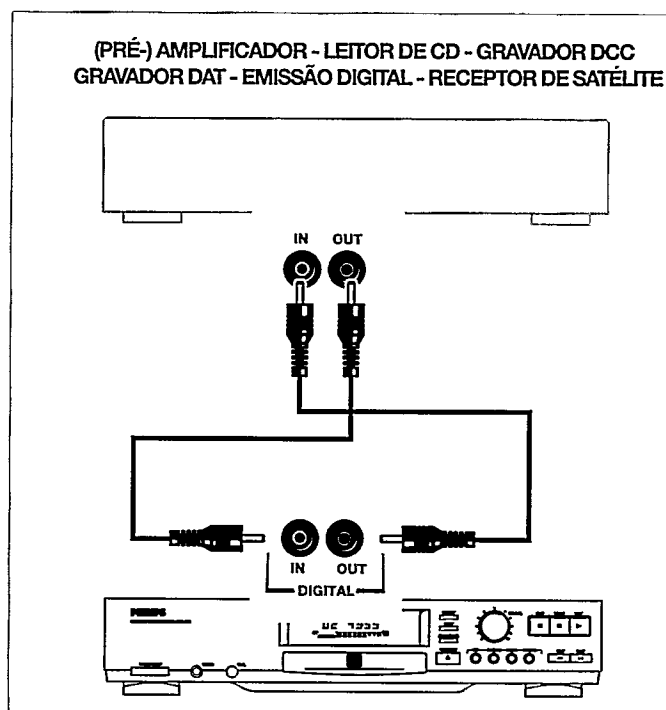 (PRÉ-) AMPLIFICADOR - LEITOR DE CD - GRAVADOR DCC
GRAVADOR DAT - EMISSÃO DIGITAL - RECEPTOR DE SATÉLITE
IN OUT
IN OUT
DIGITAL
PHILIPS